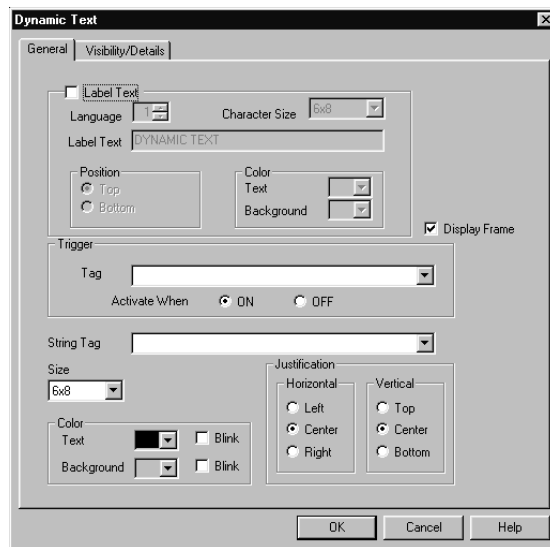 Dynamic Text
General Visibility/Details
Label Text
Language 1 Character Size 6x8
Label Text DYNAMIC TEXT
Position Color
Top Text
Bottom Background
Display Frame
Trigger
Tag
Activate When ON OFF
String Tag
Size Justification
6x8 Horizontal Vertical
Left Top
Color Center Center
Text Blink Right Bottom
Background Blink
OK Cancel Help